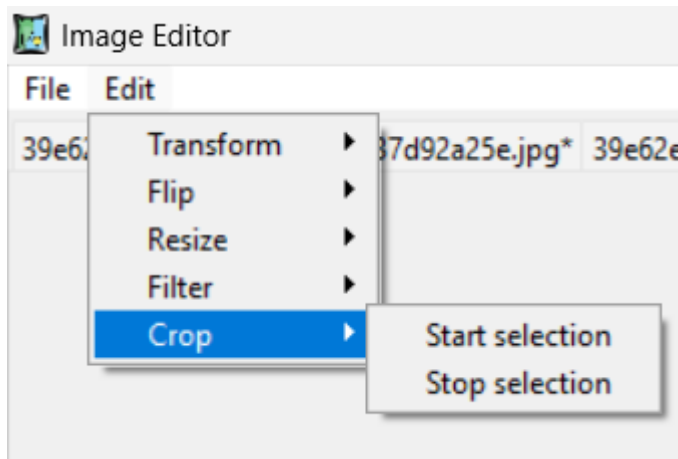 Image Editor
File Edit
39e62 37d92a25e.jpg* 39e62e
Transform
Flip
Resize
Filter
Crop
Start selection
Stop selection